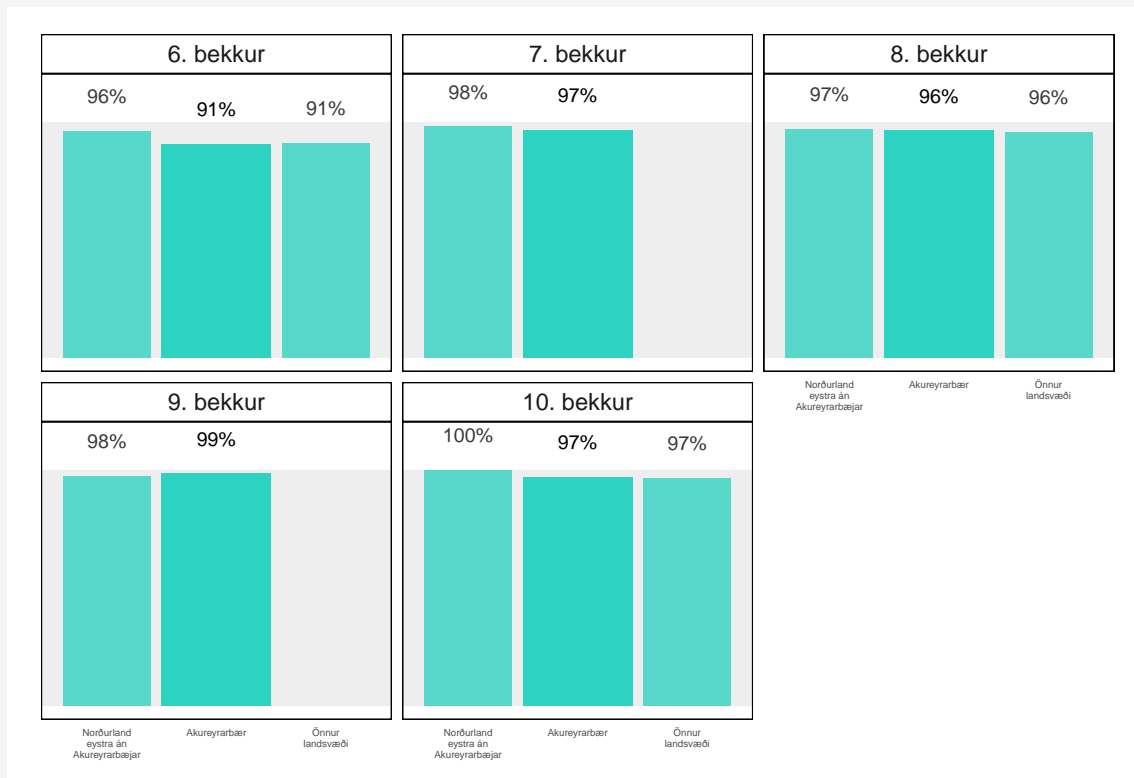 6. bekkur
96%
91%
91%
7. bekkur
98%
97%
8. bekkur
97%
96%
96%
Norðurland
eystra án
Akureyrarbæjar
Akureyrarbær
Önnur
landsvæði
9. bekkur
98%
99%
Norðurland
eystra án
Akureyrarbæjar
Akureyrarbær
Önnur
landsvæði
10. bekkur
100%
97%
97%
Norðurland
eystra án
Akureyrarbæjar
Akureyrarbær
Önnur
landsvæði